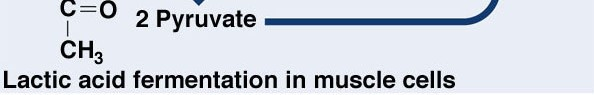 C=O
2 Pyruvate
CH3
Lactic acid fermentation in muscle cells